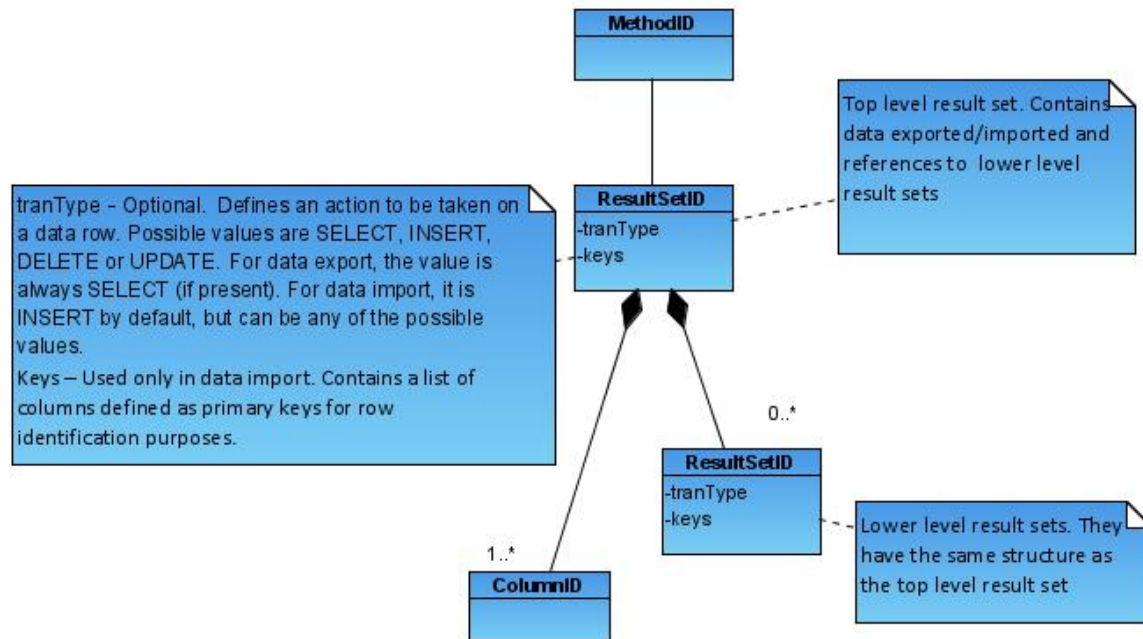 MethodID
Top level result set. Contains
data exported/imported and
references to  lower level
result sets
tranType – Optional.  Defines an action to be taken on
a data row. Possible values are SELECT, INSERT,
DELETE or UPDATE. For data export, the value is
always SELECT (if present). For data import, it is
INSERT by default, but can be any of the possible
values.
Keys – Used only in data import. Contains a list of
columns defined as primary keys for row
identification purposes.
ResultSetID
-tranType
-keys
0..*
ResultSetID
-tranType
-keys
Lower level result sets. They
have the same structure as
the top level result set
1..*
ColumnID